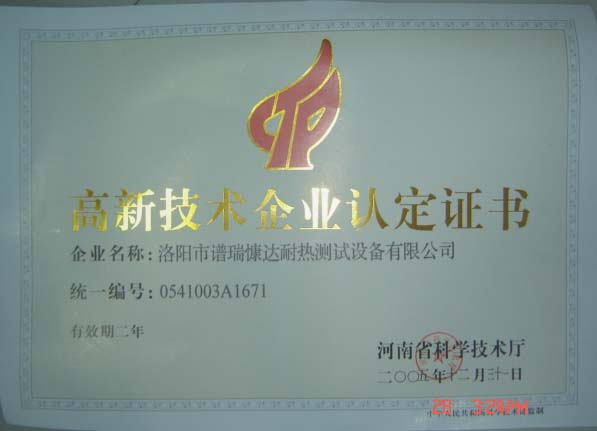 高新技术企业认定证书
企业名称：洛阳市谱瑞慷达耐热测试设备有限公司
统一编号：0541003A1671
有效期二年
河南省科学技术厅
二〇〇五年十二月三十一日